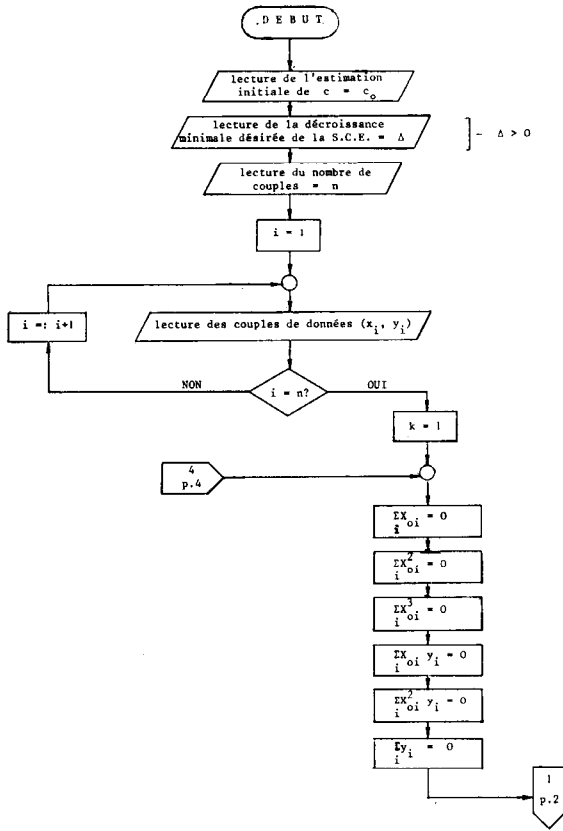 D E B U T
lecture de l'estimation
initiale de c = c₀
lecture de la décroissance
minimale désirée de la S.C.E. = Δ
] - Δ > 0
lecture du nombre de
couples = n
i = 1
i =: i+1
lecture des couples de données (xᵢ, yᵢ)
NON
i = n?
OUI
k = 1
4
p.4
ΣX₀ᵢ = 0
i
ΣX²₀ᵢ = 0
i
ΣX³₀ᵢ = 0
i
ΣX₀ᵢ yᵢ = 0
i
ΣX²₀ᵢ yᵢ = 0
i
Σyᵢ = 0
i
1
p.2